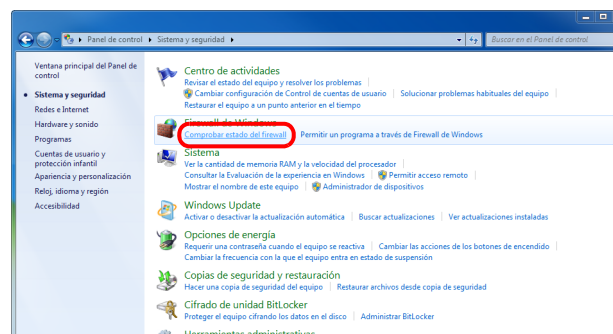 Panel de control ▸ Sistema y seguridad ▸
Buscar en el Panel de control
Ventana principal del Panel de
control
Sistema y seguridad
Redes e Internet
Hardware y sonido
Programas
Cuentas de usuario y
protección infantil
Apariencia y personalización
Reloj, idioma y región
Accesibilidad
Centro de actividades
Revisar el estado del equipo y resolver los problemas
Cambiar configuración de Control de cuentas de usuario | Solucionar problemas habituales del equipo
Restaurar el equipo a un punto anterior en el tiempo
Firewall de Windows
Comprobar estado del firewall | Permitir un programa a través de Firewall de Windows
Sistema
Ver la cantidad de memoria RAM y la velocidad del procesador
Consultar la Evaluación de la experiencia en Windows | Permitir acceso remoto
Mostrar el nombre de este equipo | Administrador de dispositivos
Windows Update
Activar o desactivar la actualización automática | Buscar actualizaciones | Ver actualizaciones instaladas
Opciones de energía
Requerir una contraseña cuando el equipo se reactiva | Cambiar las acciones de los botones de encendido
Cambiar la frecuencia con la que el equipo entra en estado de suspensión
Copias de seguridad y restauración
Hacer una copia de seguridad del equipo | Restaurar archivos desde copia de seguridad
Cifrado de unidad BitLocker
Proteger el equipo cifrando los datos en el disco | Administrar BitLocker
Herramientas administrativas